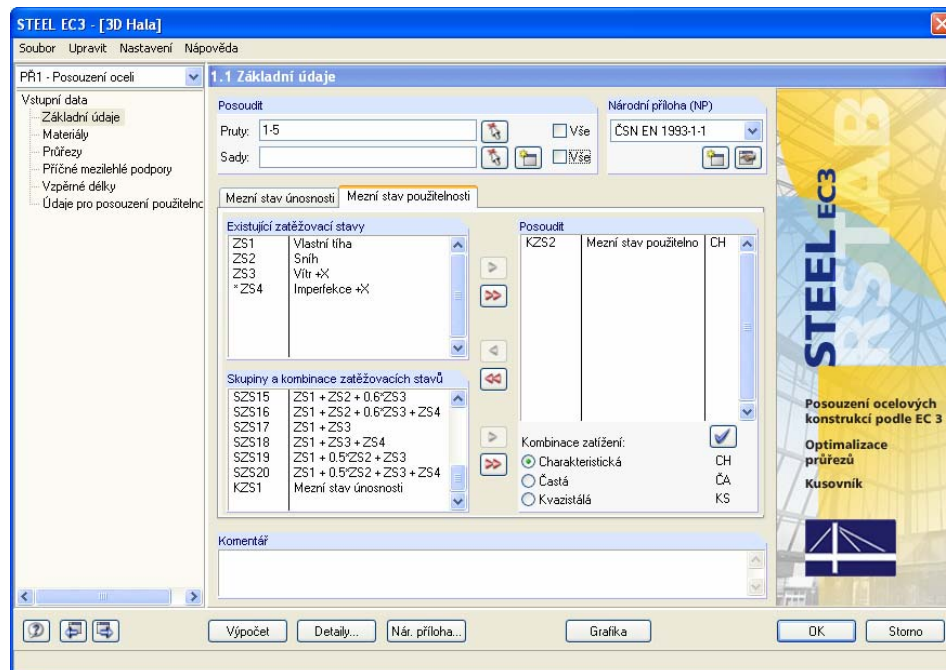 STEEL EC3 - [3D Hala]
Soubor Upravit Nastavení Nápověda
PŘ1 - Posouzení oceli
1.1 Základní údaje
Vstupní data
Základní údaje
Materiály
Průřezy
Příčné mezilehlé podpory
Vzpěrné délky
Údaje pro posouzení použitelnc
Posoudit
Pruty: 1-5 Vše
Sady: Vše
Národní příloha (NP)
ČSN EN 1993-1-1
Mezní stav únosnosti Mezní stav použitelnosti
Existující zatěžovací stavy
ZS1 Vlastní tíha
ZS2 Sníh
ZS3 Vítr +X
*ZS4 Imperfekce +X
Skupiny a kombinace zatěžovacích stavů
SZS15 ZS1 + ZS2 + 0.6*ZS3
SZS16 ZS1 + ZS2 + 0.6*ZS3 + ZS4
SZS17 ZS1 + ZS3
SZS18 ZS1 + ZS3 + ZS4
SZS19 ZS1 + 0.5*ZS2 + ZS3
SZS20 ZS1 + 0.5*ZS2 + ZS3 + ZS4
KZS1 Mezní stav únosnosti
Posoudit
KZS2 Mezní stav použitelno CH
Kombinace zatížení:
Charakteristická CH
Častá ČA
Kvazistálá KS
Komentář
STEEL EC3
RSTAB
Posouzení ocelových
konstrukcí podle EC 3
Optimalizace
průřezů
Kusovník
Výpočet Detaily... Nár. příloha... Grafika OK Storno